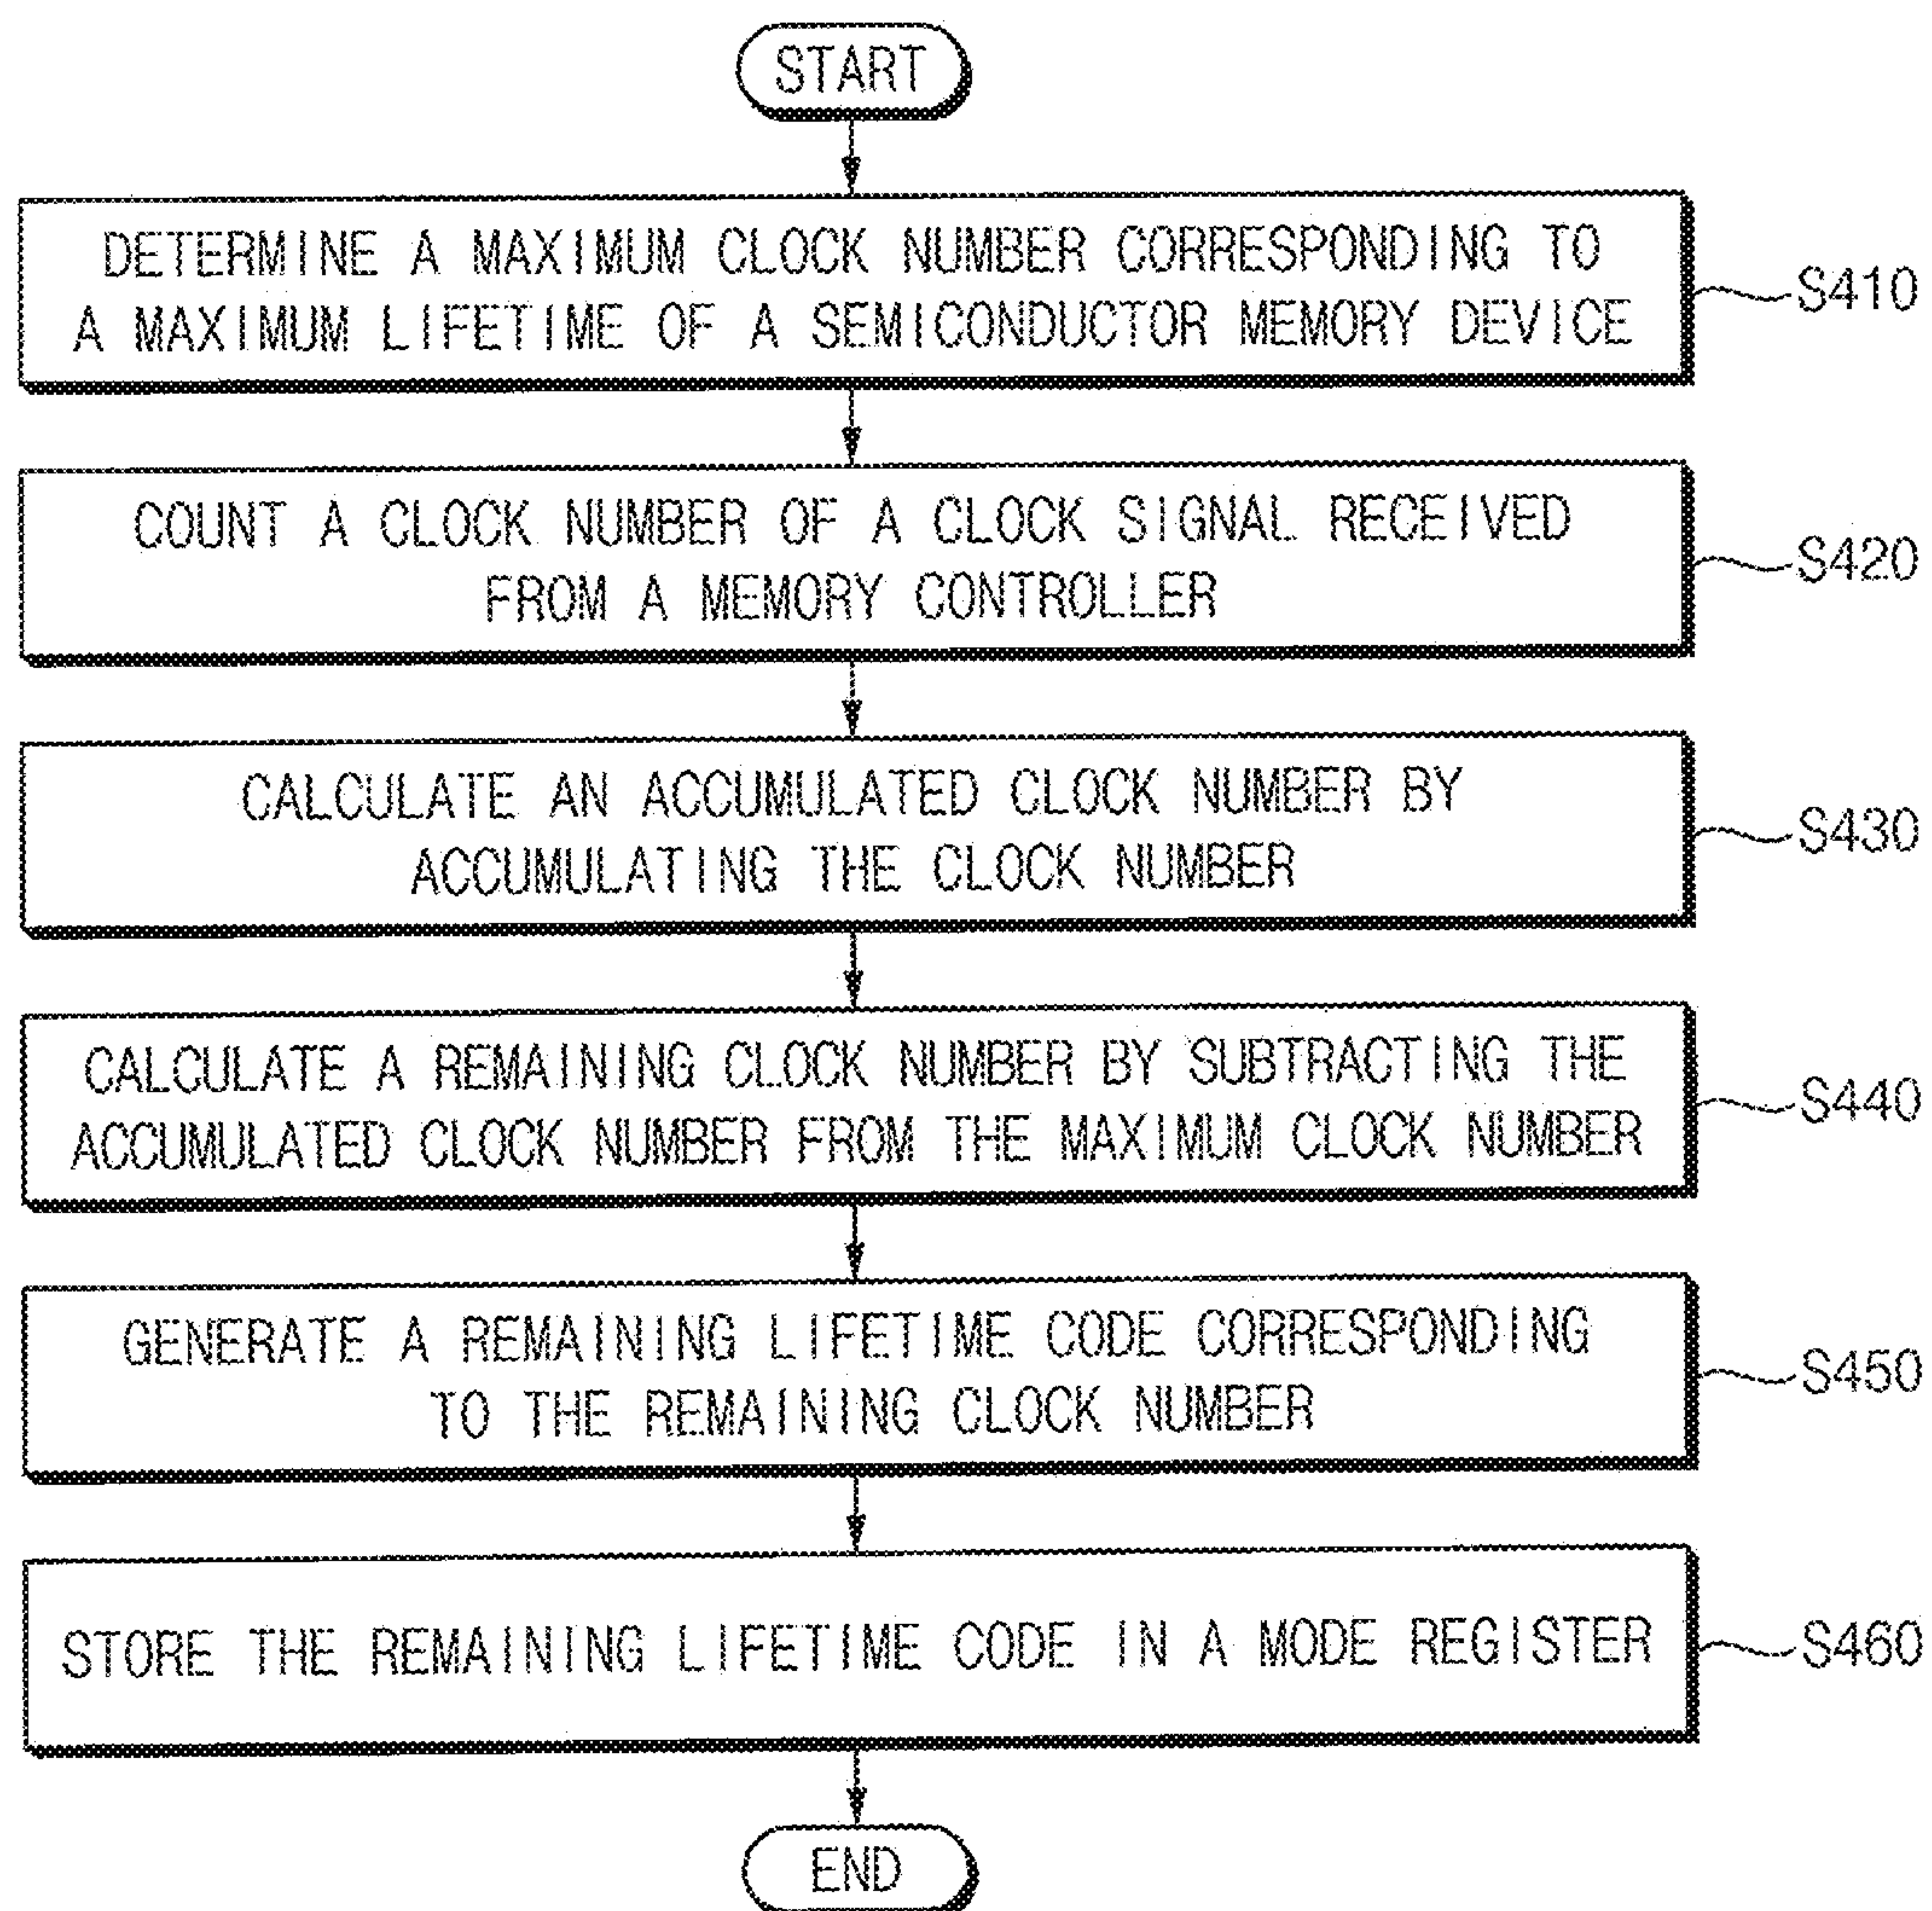 START
DETERMINE A MAXIMUM CLOCK NUMBER CORRESPONDING TO
A MAXIMUM LIFETIME OF A SEMICONDUCTOR MEMORY DEVICE
S410
COUNT A CLOCK NUMBER OF A CLOCK SIGNAL RECEIVED
FROM A MEMORY CONTROLLER
S420
CALCULATE AN ACCUMULATED CLOCK NUMBER BY
ACCUMULATING THE CLOCK NUMBER
S430
CALCULATE A REMAINING CLOCK NUMBER BY SUBTRACTING THE
ACCUMULATED CLOCK NUMBER FROM THE MAXIMUM CLOCK NUMBER
S440
GENERATE A REMAINING LIFETIME CODE CORRESPONDING
TO THE REMAINING CLOCK NUMBER
S450
STORE THE REMAINING LIFETIME CODE IN A MODE REGISTER
S460
END